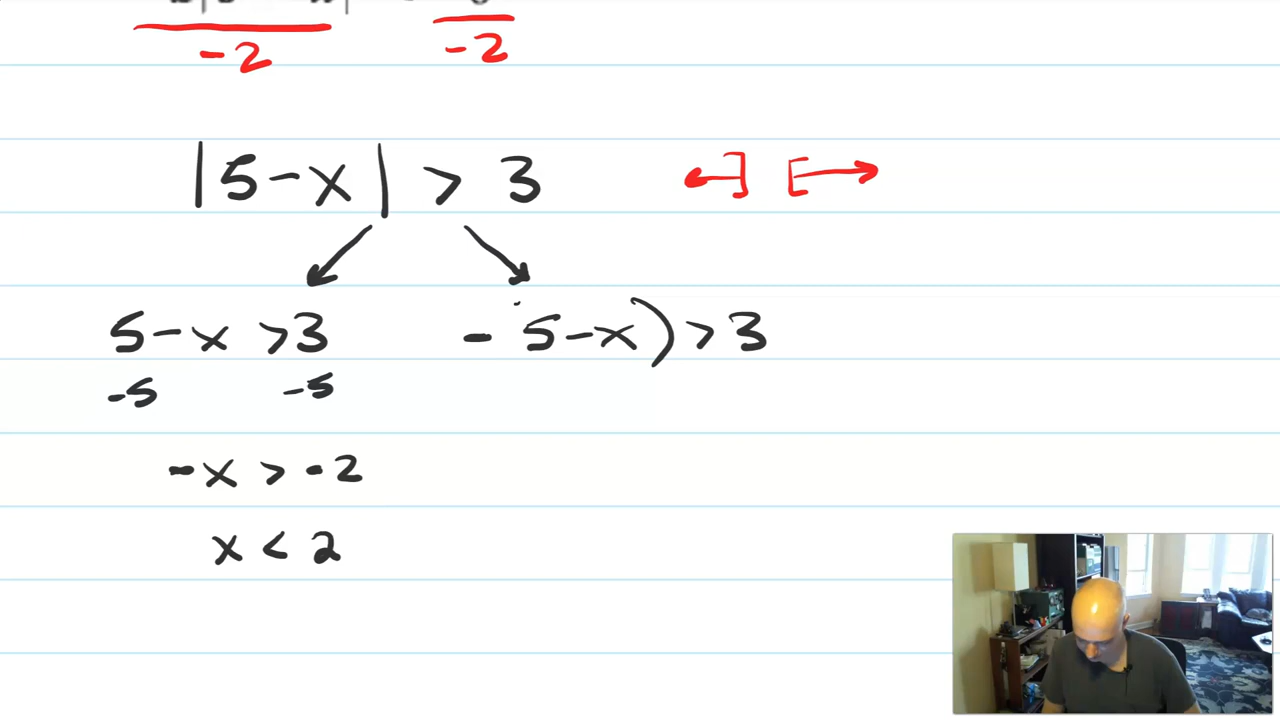 -2 -2
|5-x| > 3
5-x >3 - 5-x) > 3
-5 -5
-x > -2
x < 2